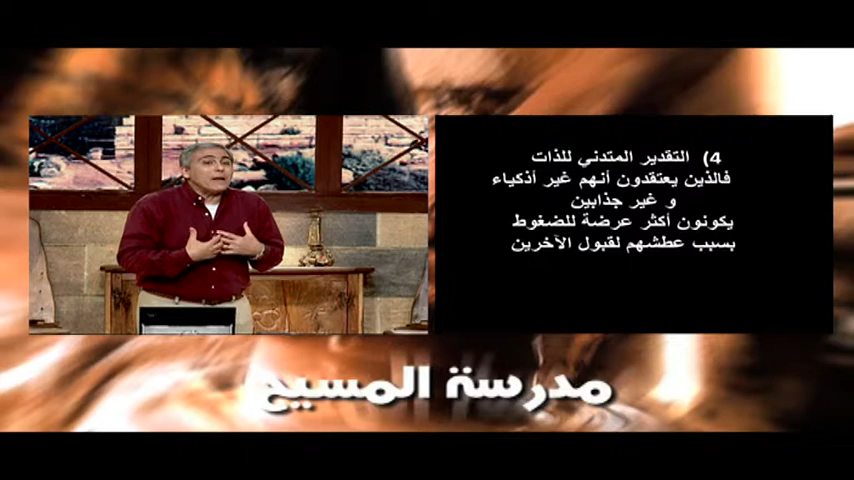 4) التقدير المتدني للذات
فالذين يعتقدون أنهم غير أذكياء
و غير جذابين
يكونون أكثر عرضة للضغوط
بسبب عطشهم لقبول الآخرين
مدرسة المسيح